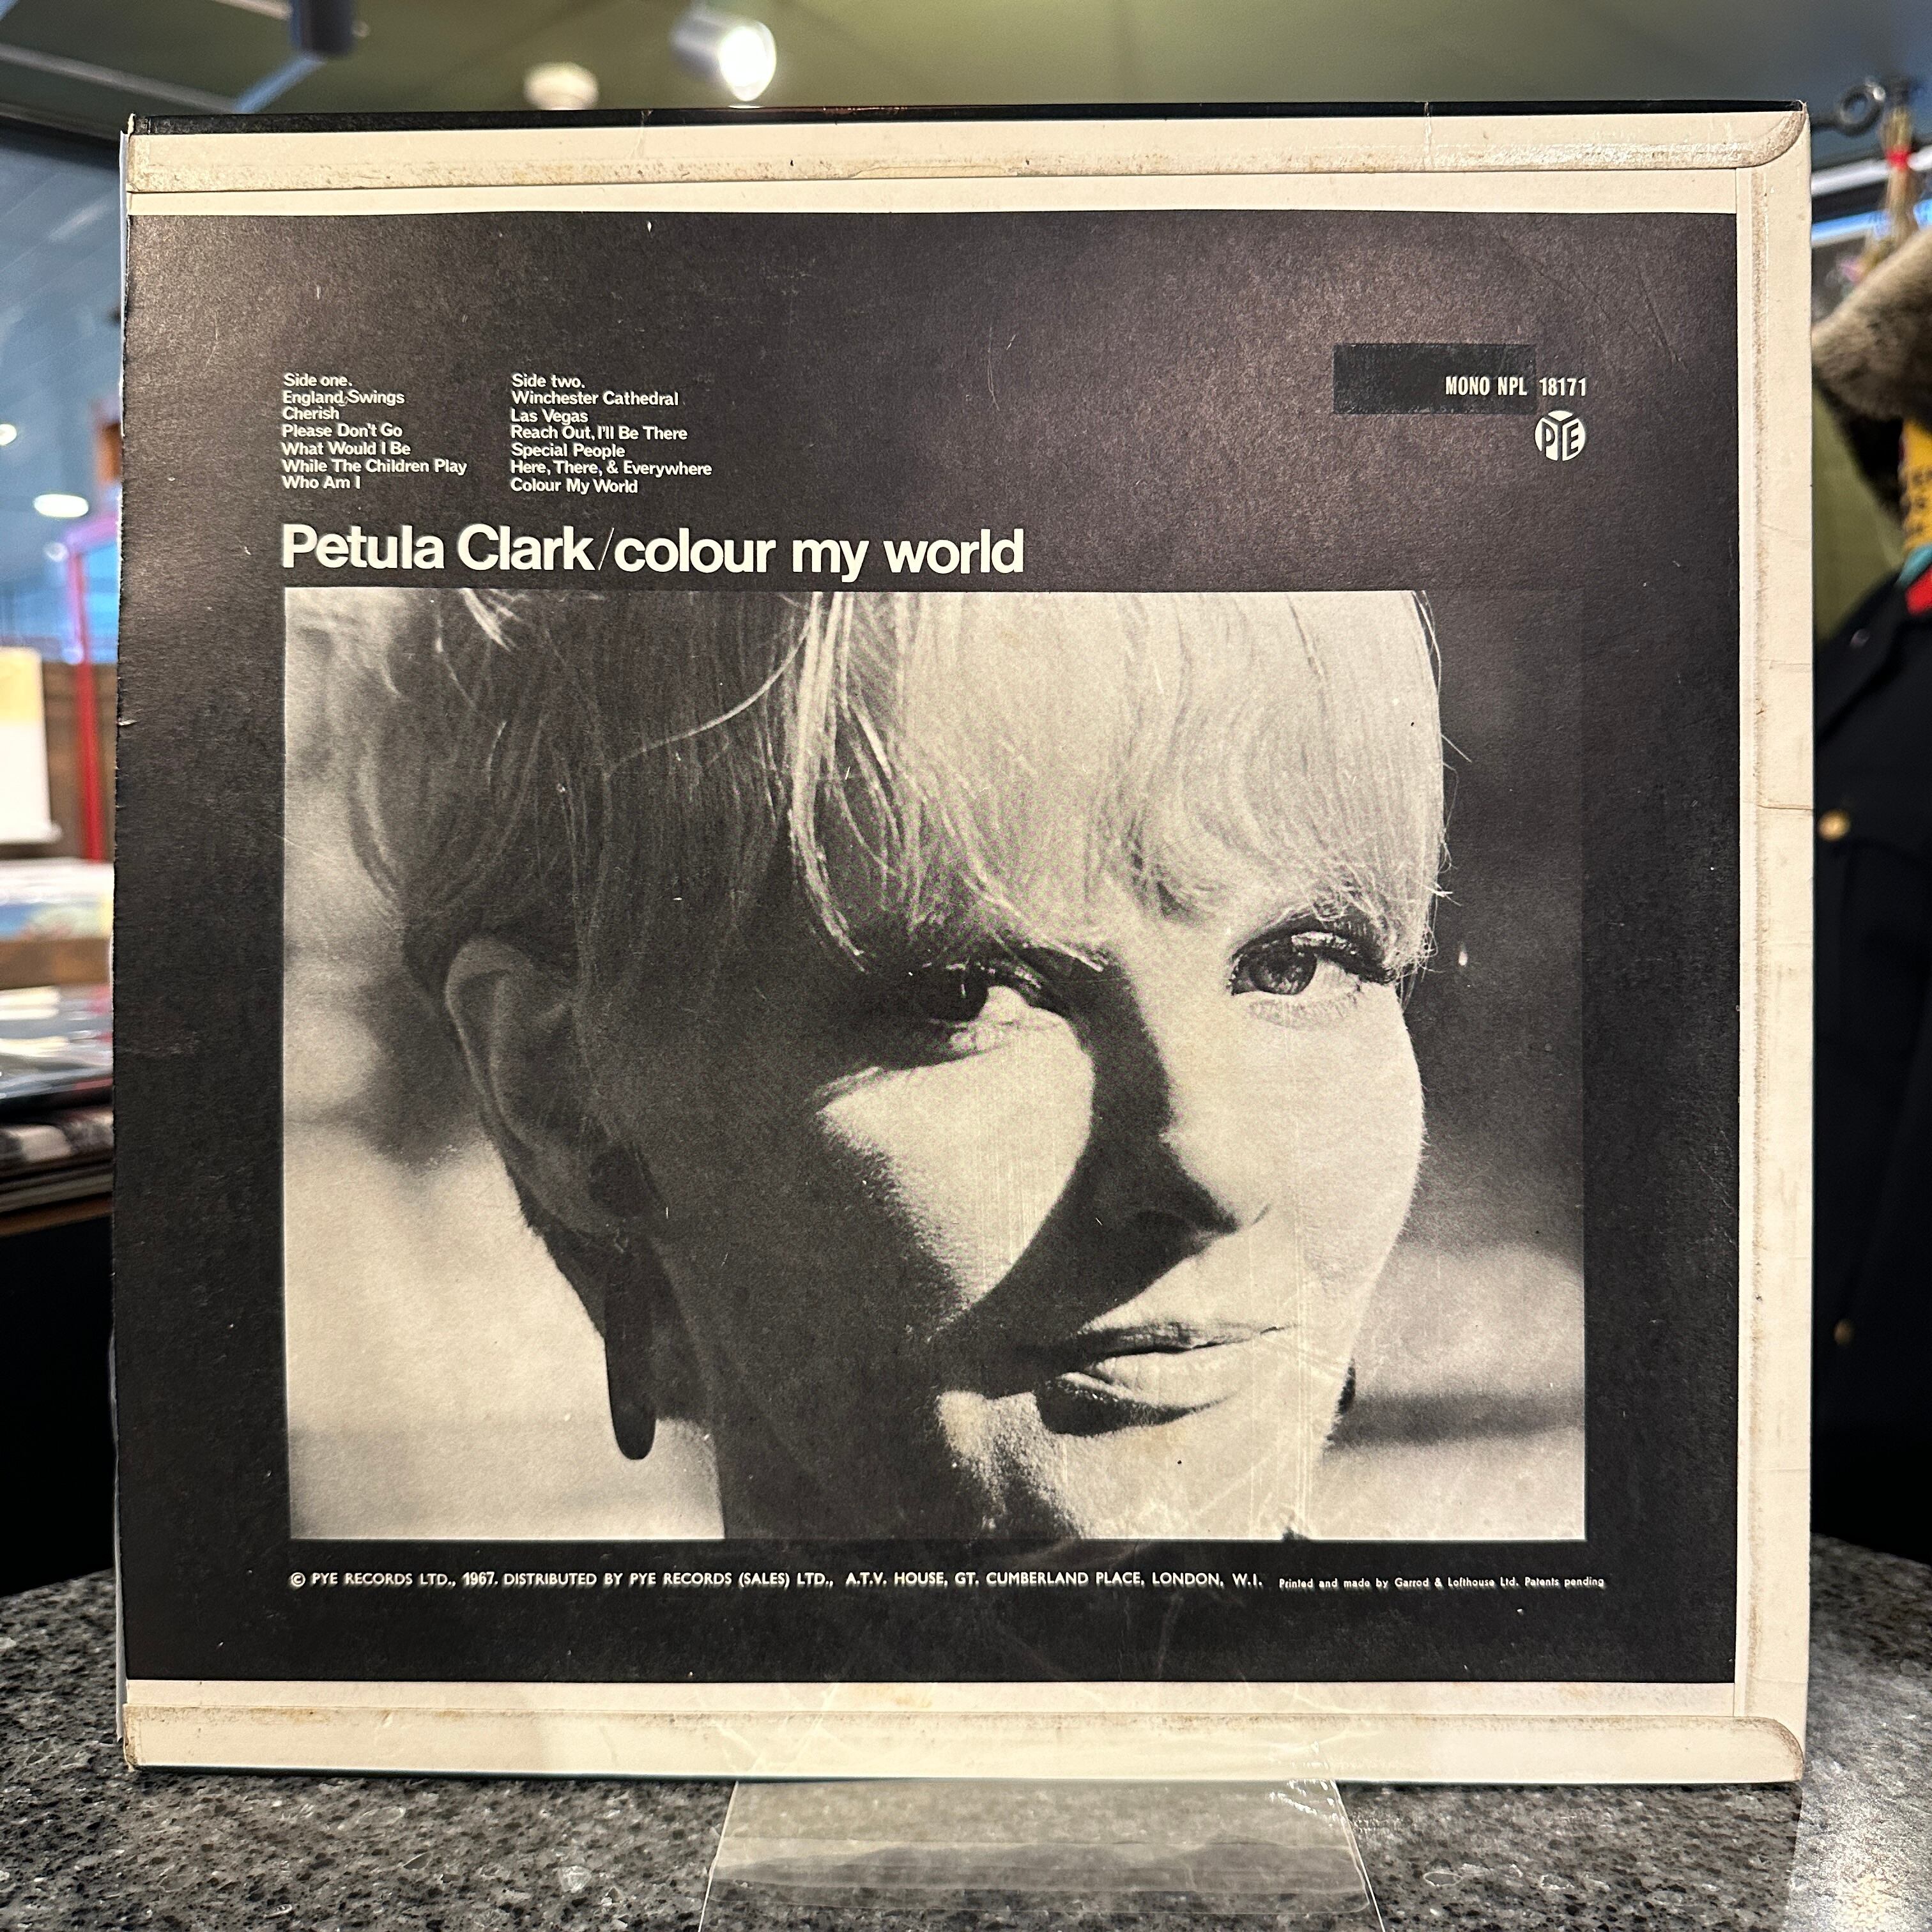 Side one.
England Swings
Cherish
Please Don't Go
What Would I Be
While The Children Play
Who Am I
Side two.
Winchester Cathedral
Las Vegas
Reach Out, I'll Be There
Special People
Here, There, & Everywhere
Colour My World
MONO NPL 18171
PYE
Petula Clark/colour my world
© PYE RECORDS LTD., 1967. DISTRIBUTED BY PYE RECORDS (SALES) LTD., A.T.V. HOUSE, GT. CUMBERLAND PLACE, LONDON, W.I. Printed and made by Garrod & Lofthouse Ltd. Patents pending